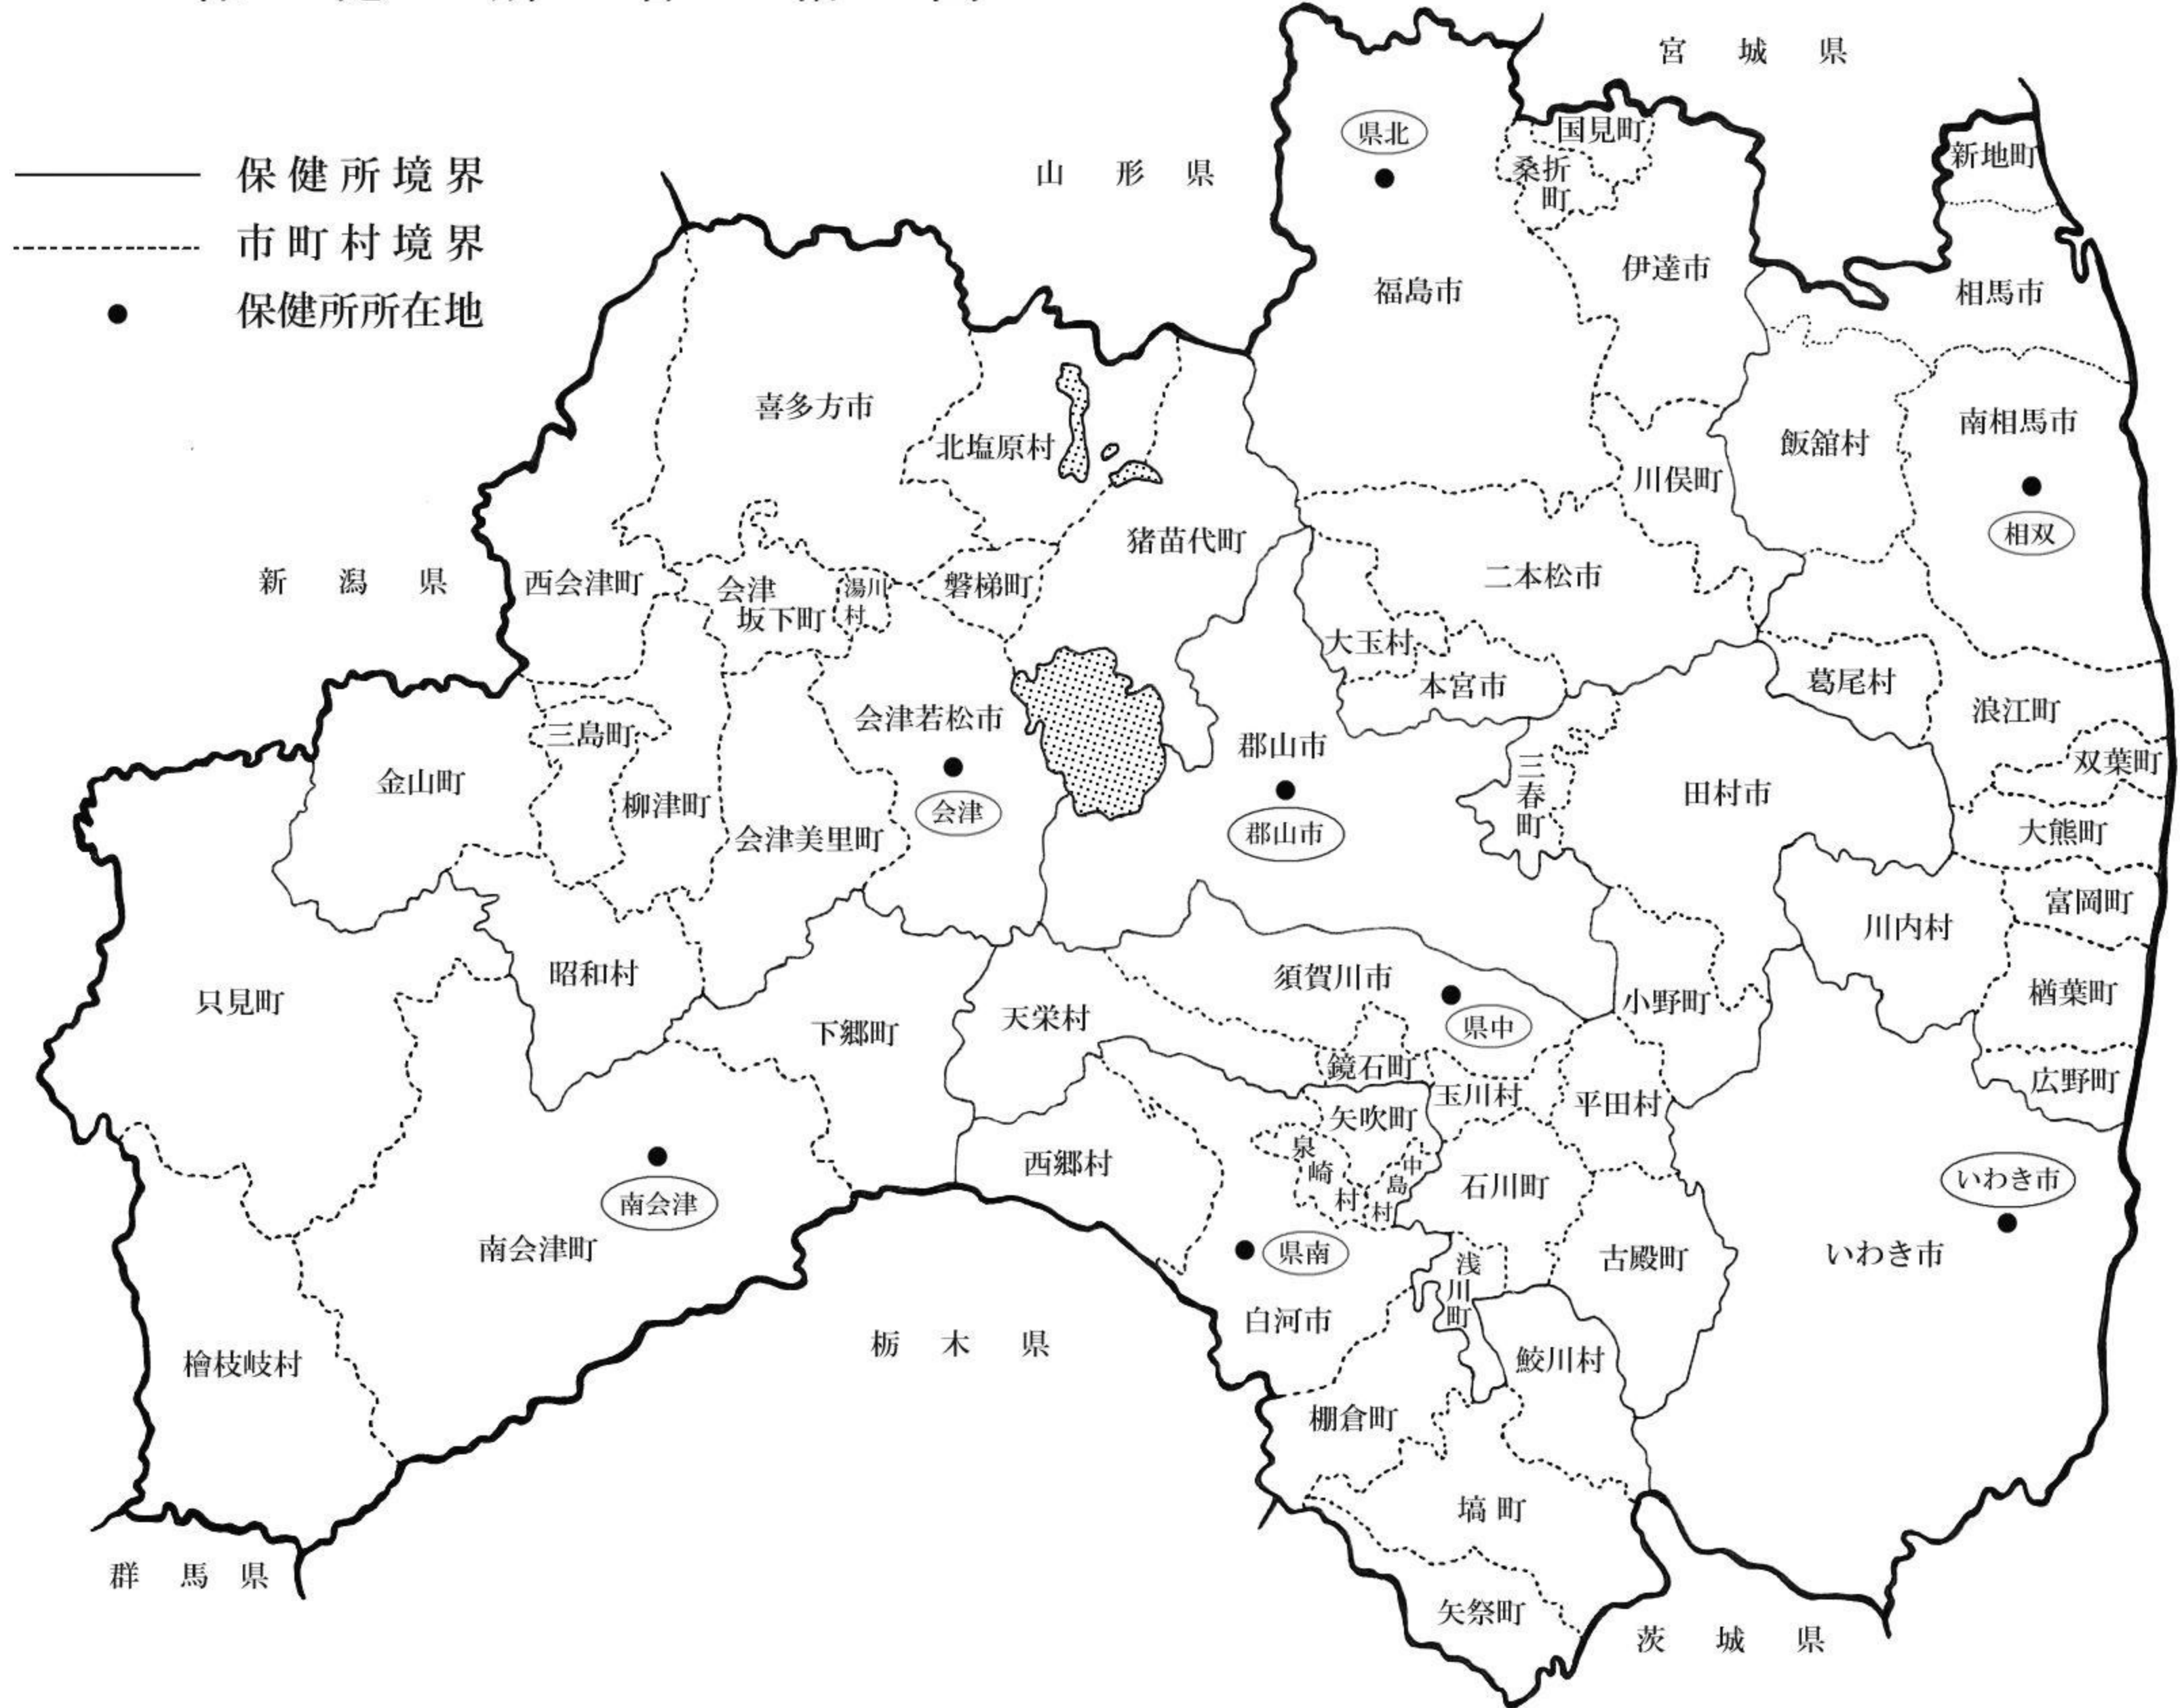 宮城県
県北
国見町
桑折
町
新地町
山形県
保健所境界
市町村境界
保健所所在地
伊達市
福島市
相馬市
喜多方市
北塩原村
南相馬市
飯舘村
川俣町
相双
猪苗代町
二本松市
新潟県
西会津町
会津
坂下町
湯川
村
磐梯町
大玉村
本宮市
葛尾村
浪江町
三島町
会津若松市
郡山市
双葉町
金山町
柳津町
会津
会津美里町
郡山市
三
春
町
田村市
大熊町
富岡町
川内村
只見町
昭和村
須賀川市
楢葉町
下郷町
天栄村
県中
小野町
鏡石町
玉川村
平田村
広野町
矢吹町
泉
崎
村
中
島
村
西郷村
石川町
いわき市
南会津
南会津町
県南
浅
川
町
古殿町
いわき市
白河市
栃木県
檜枝岐村
鮫川村
棚倉町
塙町
群馬県
矢祭町
茨城県